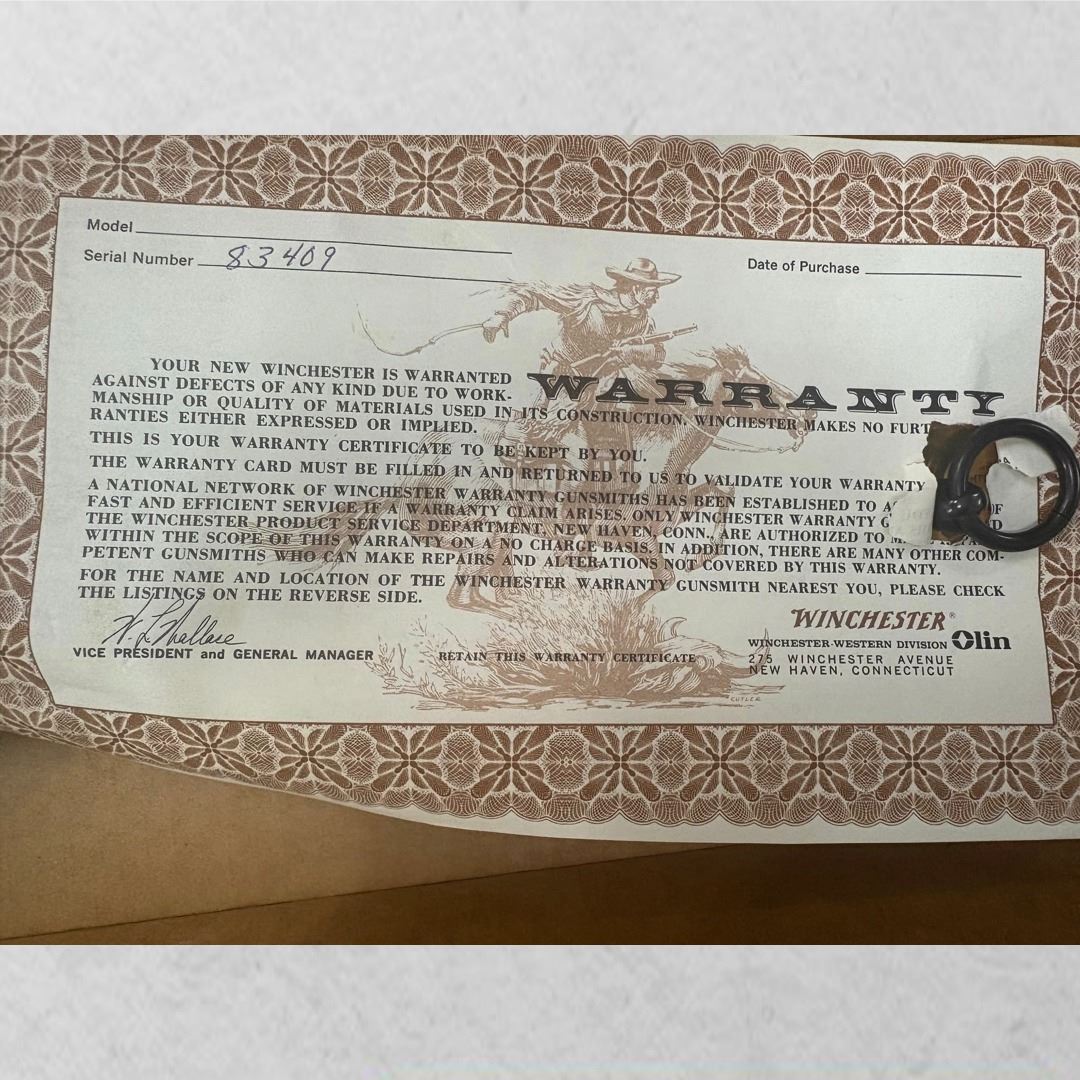 Model
Serial Number 83409
Date of Purchase
WARRANTY
YOUR NEW WINCHESTER IS WARRANTED
AGAINST DEFECTS OF ANY KIND DUE TO WORK-
MANSHIP OR QUALITY OF MATERIALS USED IN ITS CONSTRUCTION. WINCHESTER MAKES NO
RANTIES EITHER EXPRESSED OR IMPLIED.
THIS IS YOUR WARRANTY CERTIFICATE TO BE KEPT BY YOU.
THE WARRANTY CARD MUST BE FILLED IN AND RETURNED TO US TO VALIDATE YOUR WARRANTY
A NATIONAL NETWORK OF WINCHESTER WARRANTY GUNSMITHS HAS BEEN ESTABLISHED TO
FAST AND EFFICIENT SERVICE IF A WARRANTY CLAIM ARISES. ONLY WINCHESTER WARRANTY
THE WINCHESTER PRODUCT SERVICE DEPARTMENT, NEW HAVEN, CONN., ARE AUTHORIZED TO
WITHIN THE SCOPE OF THIS WARRANTY ON A NO CHARGE BASIS. IN ADDITION, THERE ARE MANY OTHER COM-
PETENT GUNSMITHS WHO CAN MAKE REPAIRS AND ALTERATIONS NOT COVERED BY THIS WARRANTY.
FOR THE NAME AND LOCATION OF THE WINCHESTER WARRANTY GUNSMITH NEAREST YOU, PLEASE CHECK
THE LISTINGS ON THE REVERSE SIDE.
VICE PRESIDENT and GENERAL MANAGER
RETAIN THIS WARRANTY CERTIFICATE
CUTLER
WINCHESTER®
WINCHESTER-WESTERN DIVISION Olin
275 WINCHESTER AVENUE
NEW HAVEN, CONNECTICUT